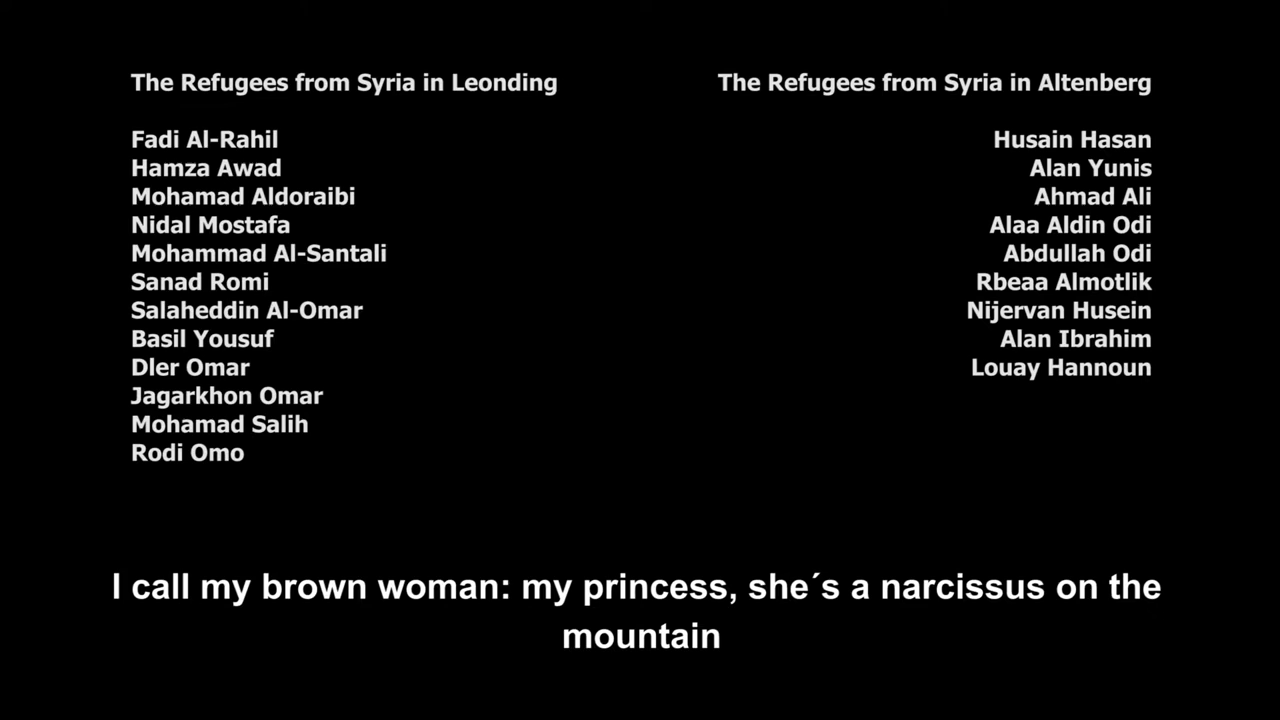 The Refugees from Syria in Leonding
Fadi Al-Rahil
Hamza Awad
Mohamad Aldoraibi
Nidal Mostafa
Mohammad Al-Santali
Sanad Romi
Salaheddin Al-Omar
Basil Yousuf
Dler Omar
Jagarkhon Omar
Mohamad Salih
Rodi Omo
The Refugees from Syria in Altenberg
Husain Hasan
Alan Yunis
Ahmad Ali
Alaa Aldin Odi
Abdullah Odi
Rbeaa Almotlik
Nijervan Husein
Alan Ibrahim
Louay Hannoun
I call my brown woman: my princess, she´s a narcissus on the
mountain